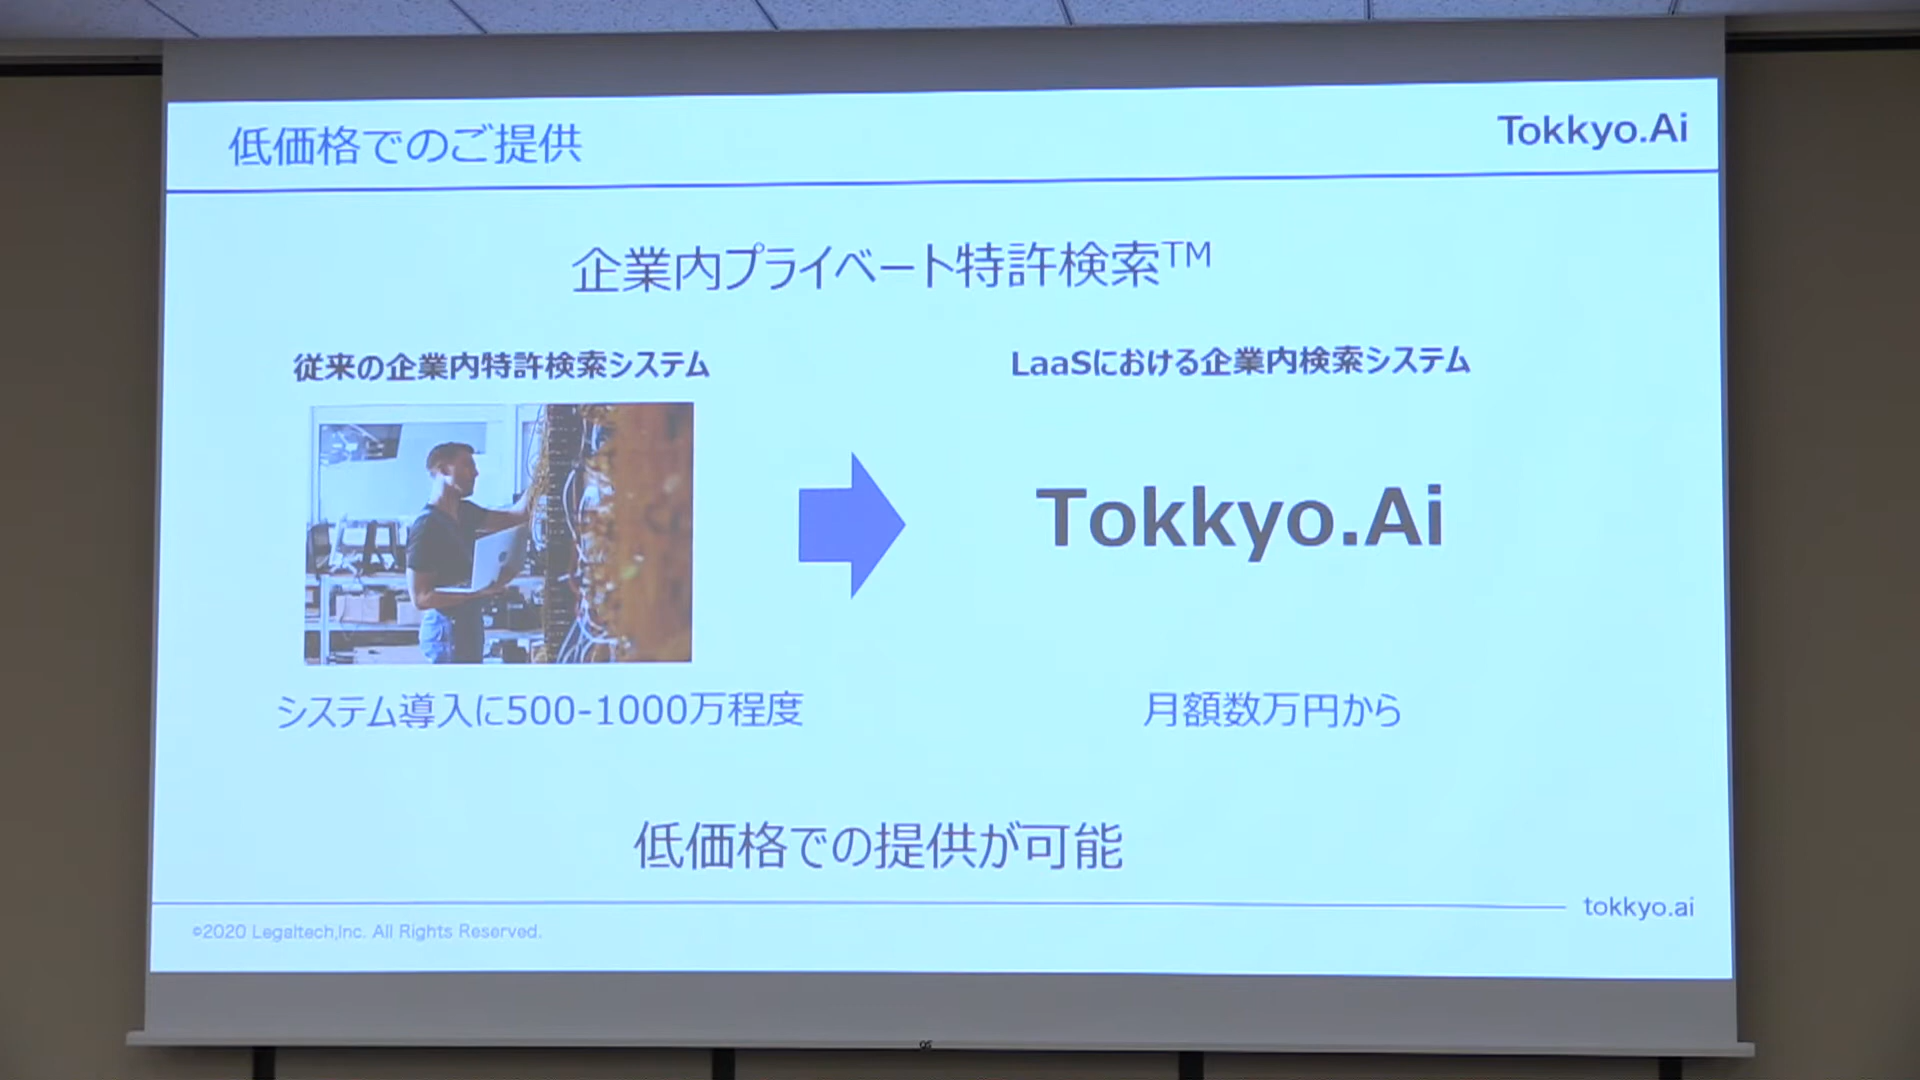 低価格でのご提供
Tokkyo.Ai
企業内プライベート特許検索TM
従来の企業内特許検索システム
LaaSにおける企業内検索システム
Tokkyo.Ai
システム導入に500-1000万程度
月額数万円から
低価格での提供が可能
tokkyo.ai
©2020 Legaltech,Inc. All Rights Reserved.